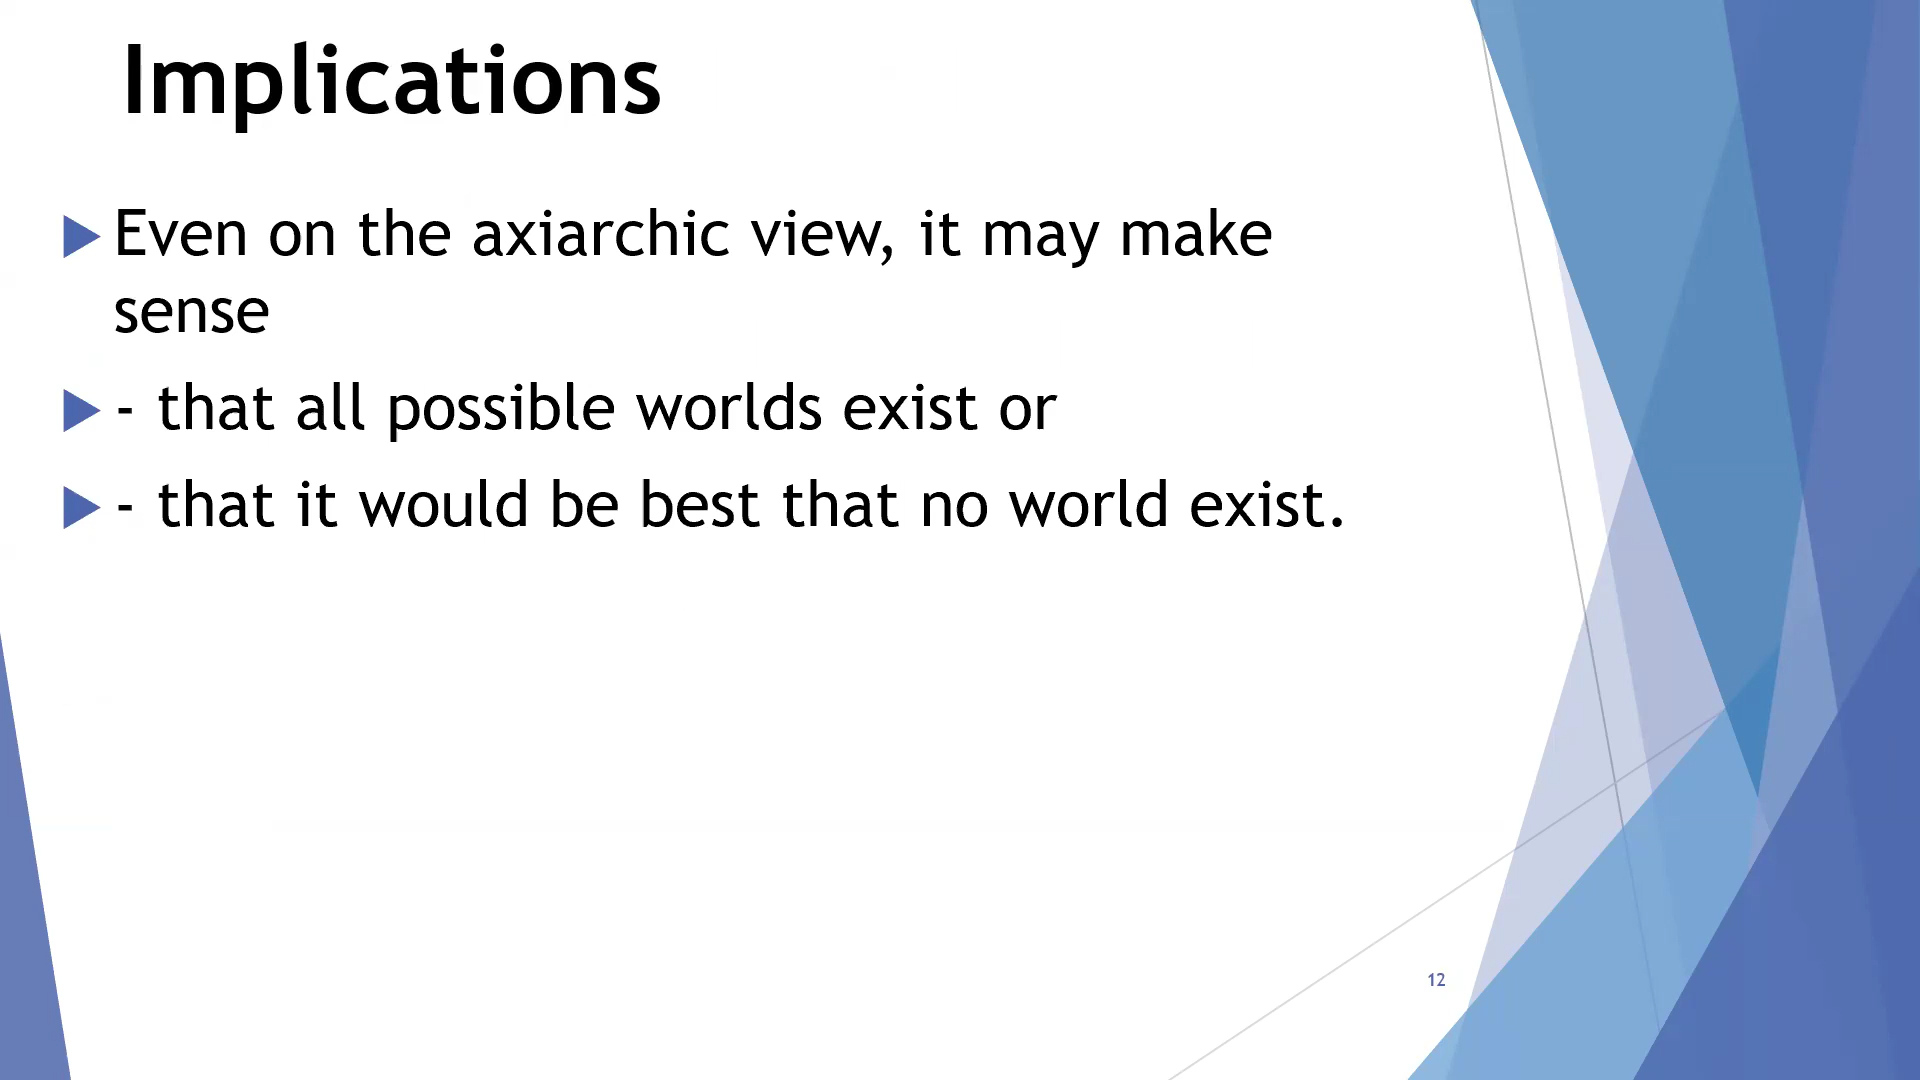 Implications
Even on the axiarchic view, it may make
sense
- that all possible worlds exist or
- that it would be best that no world exist.
12